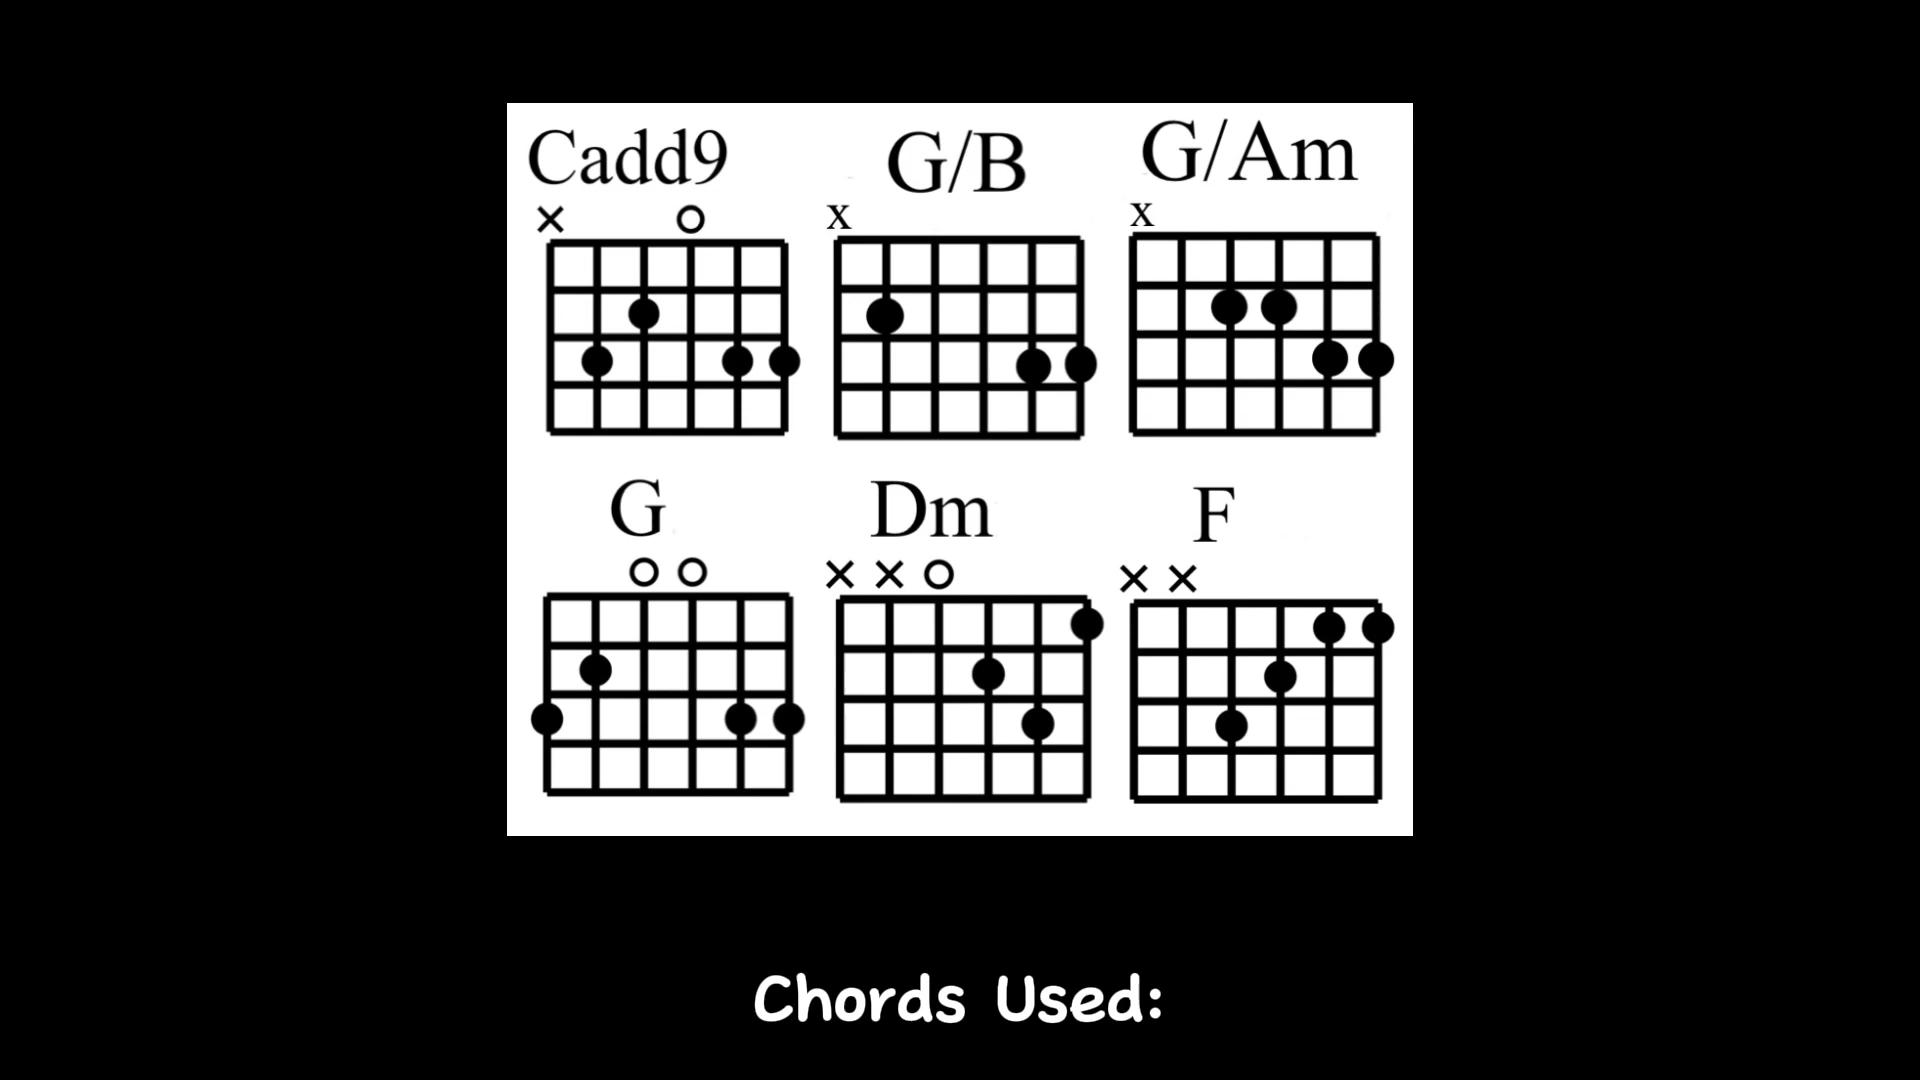 Cadd9 G/B G/Am
× o x x
G Dm F
o o × × o × ×
Chords Used: